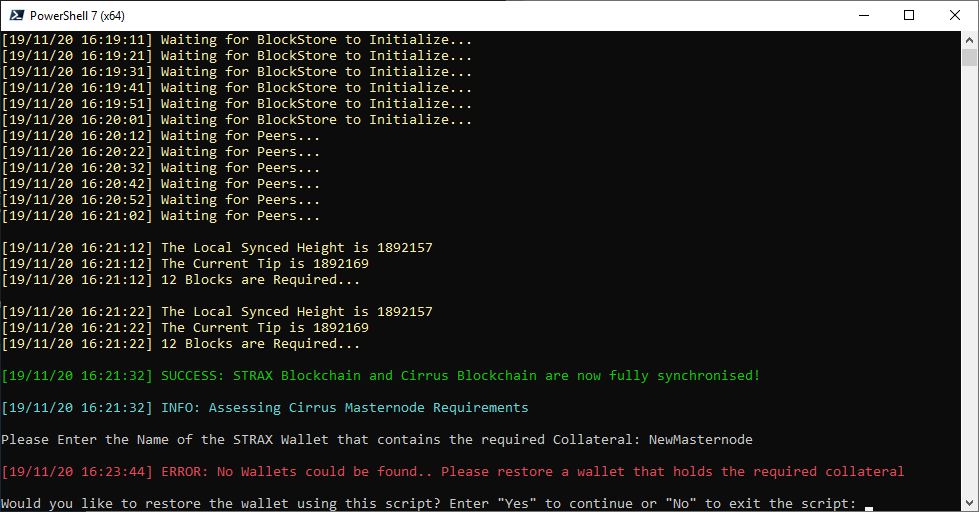 PowerShell 7 (x64)
[19/11/20 16:19:11] Waiting for BlockStore to Initialize...
[19/11/20 16:19:21] Waiting for BlockStore to Initialize...
[19/11/20 16:19:31] Waiting for BlockStore to Initialize...
[19/11/20 16:19:41] Waiting for BlockStore to Initialize...
[19/11/20 16:19:51] Waiting for BlockStore to Initialize...
[19/11/20 16:20:01] Waiting for BlockStore to Initialize...
[19/11/20 16:20:12] Waiting for Peers...
[19/11/20 16:20:22] Waiting for Peers...
[19/11/20 16:20:32] Waiting for Peers...
[19/11/20 16:20:42] Waiting for Peers...
[19/11/20 16:20:52] Waiting for Peers...
[19/11/20 16:21:02] Waiting for Peers...
[19/11/20 16:21:12] The Local Synced Height is 1892157
[19/11/20 16:21:12] The Current Tip is 1892169
[19/11/20 16:21:12] 12 Blocks are Required...
[19/11/20 16:21:22] The Local Synced Height is 1892157
[19/11/20 16:21:22] The Current Tip is 1892169
[19/11/20 16:21:22] 12 Blocks are Required...
[19/11/20 16:21:32] SUCCESS: STRAX Blockchain and Cirrus Blockchain are now fully synchronised!
[19/11/20 16:21:32] INFO: Assessing Cirrus Masternode Requirements
Please Enter the Name of the STRAX Wallet that contains the required Collateral: NewMasternode
[19/11/20 16:23:44] ERROR: No Wallets could be found.. Please restore a wallet that holds the required collateral
Would you like to restore the wallet using this script? Enter "Yes" to continue or "No" to exit the script: